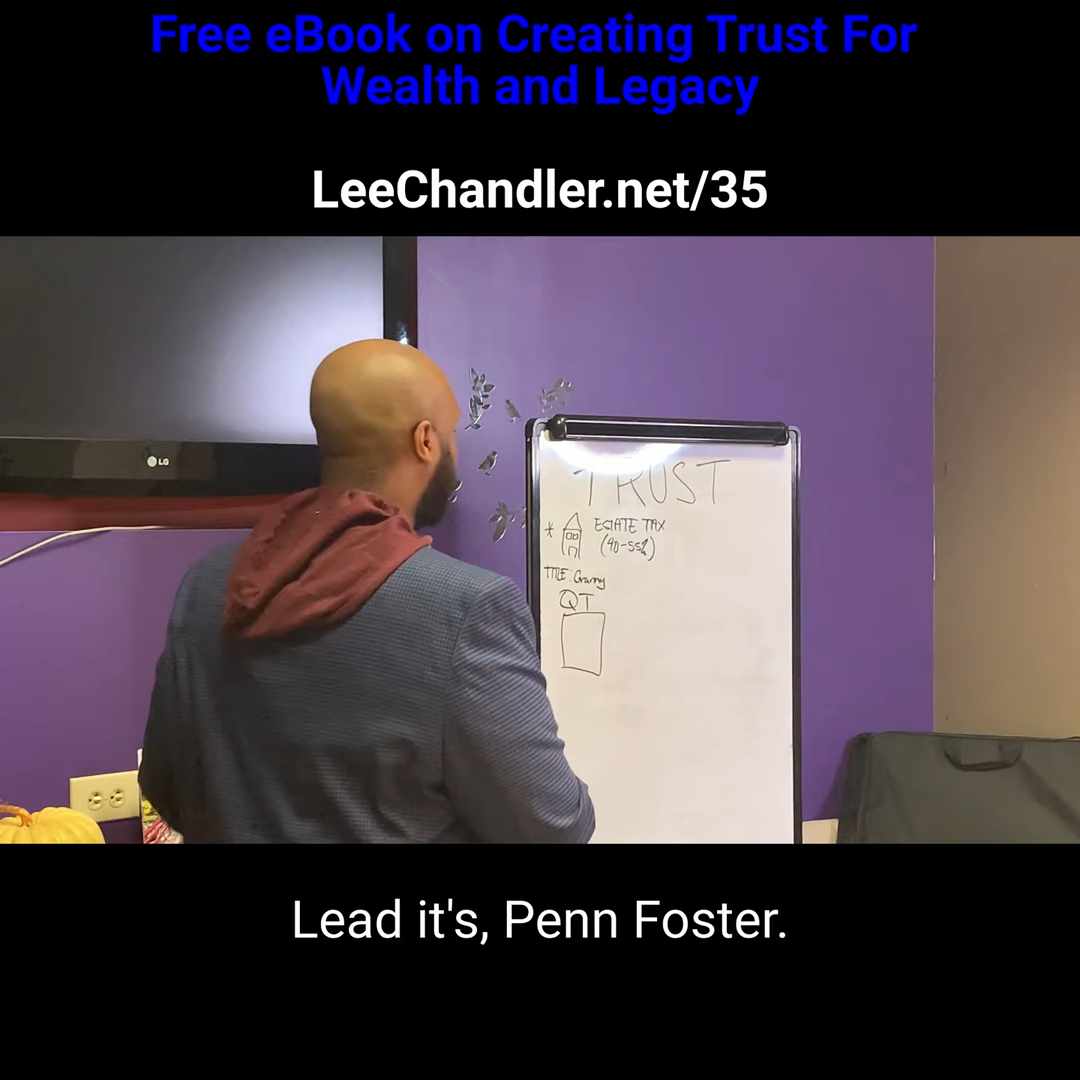 Free eBook on Creating Trust For
Wealth and Legacy
LeeChandler.net/35
LG
TRUST
* ESTATE TAX
(40-55%)
TITLE: Granny
QT
Lead it's, Penn Foster.